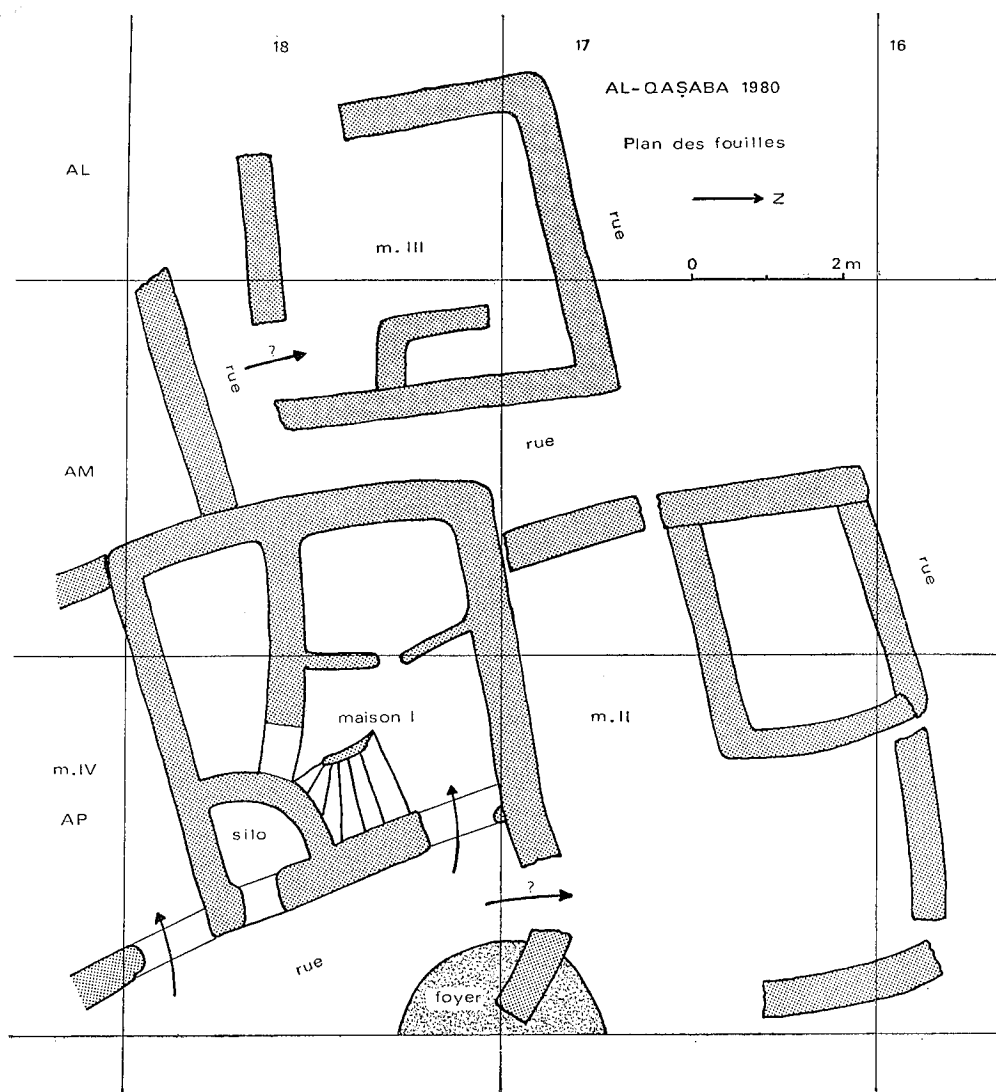 18
17
16
AL-QAṢABA 1980
Plan des fouilles
N
AL
rue
m. III
0 2 m
?
rue
rue
AM
rue
maison I
m.II
m.IV
AP
silo
?
rue
foyer